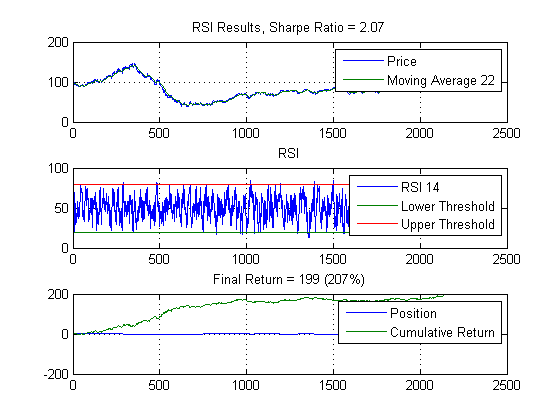 RSI Results, Sharpe Ratio = 2.07
200
100
0
0 500 1000 1500 2000 2500
Price
Moving Average 22
RSI
100
50
0
0 500 1000 1500 2000 2500
RSI 14
Lower Threshold
Upper Threshold
Final Return = 199 (207%)
200
0
-200
0 500 1000 1500 2000 2500
Position
Cumulative Return